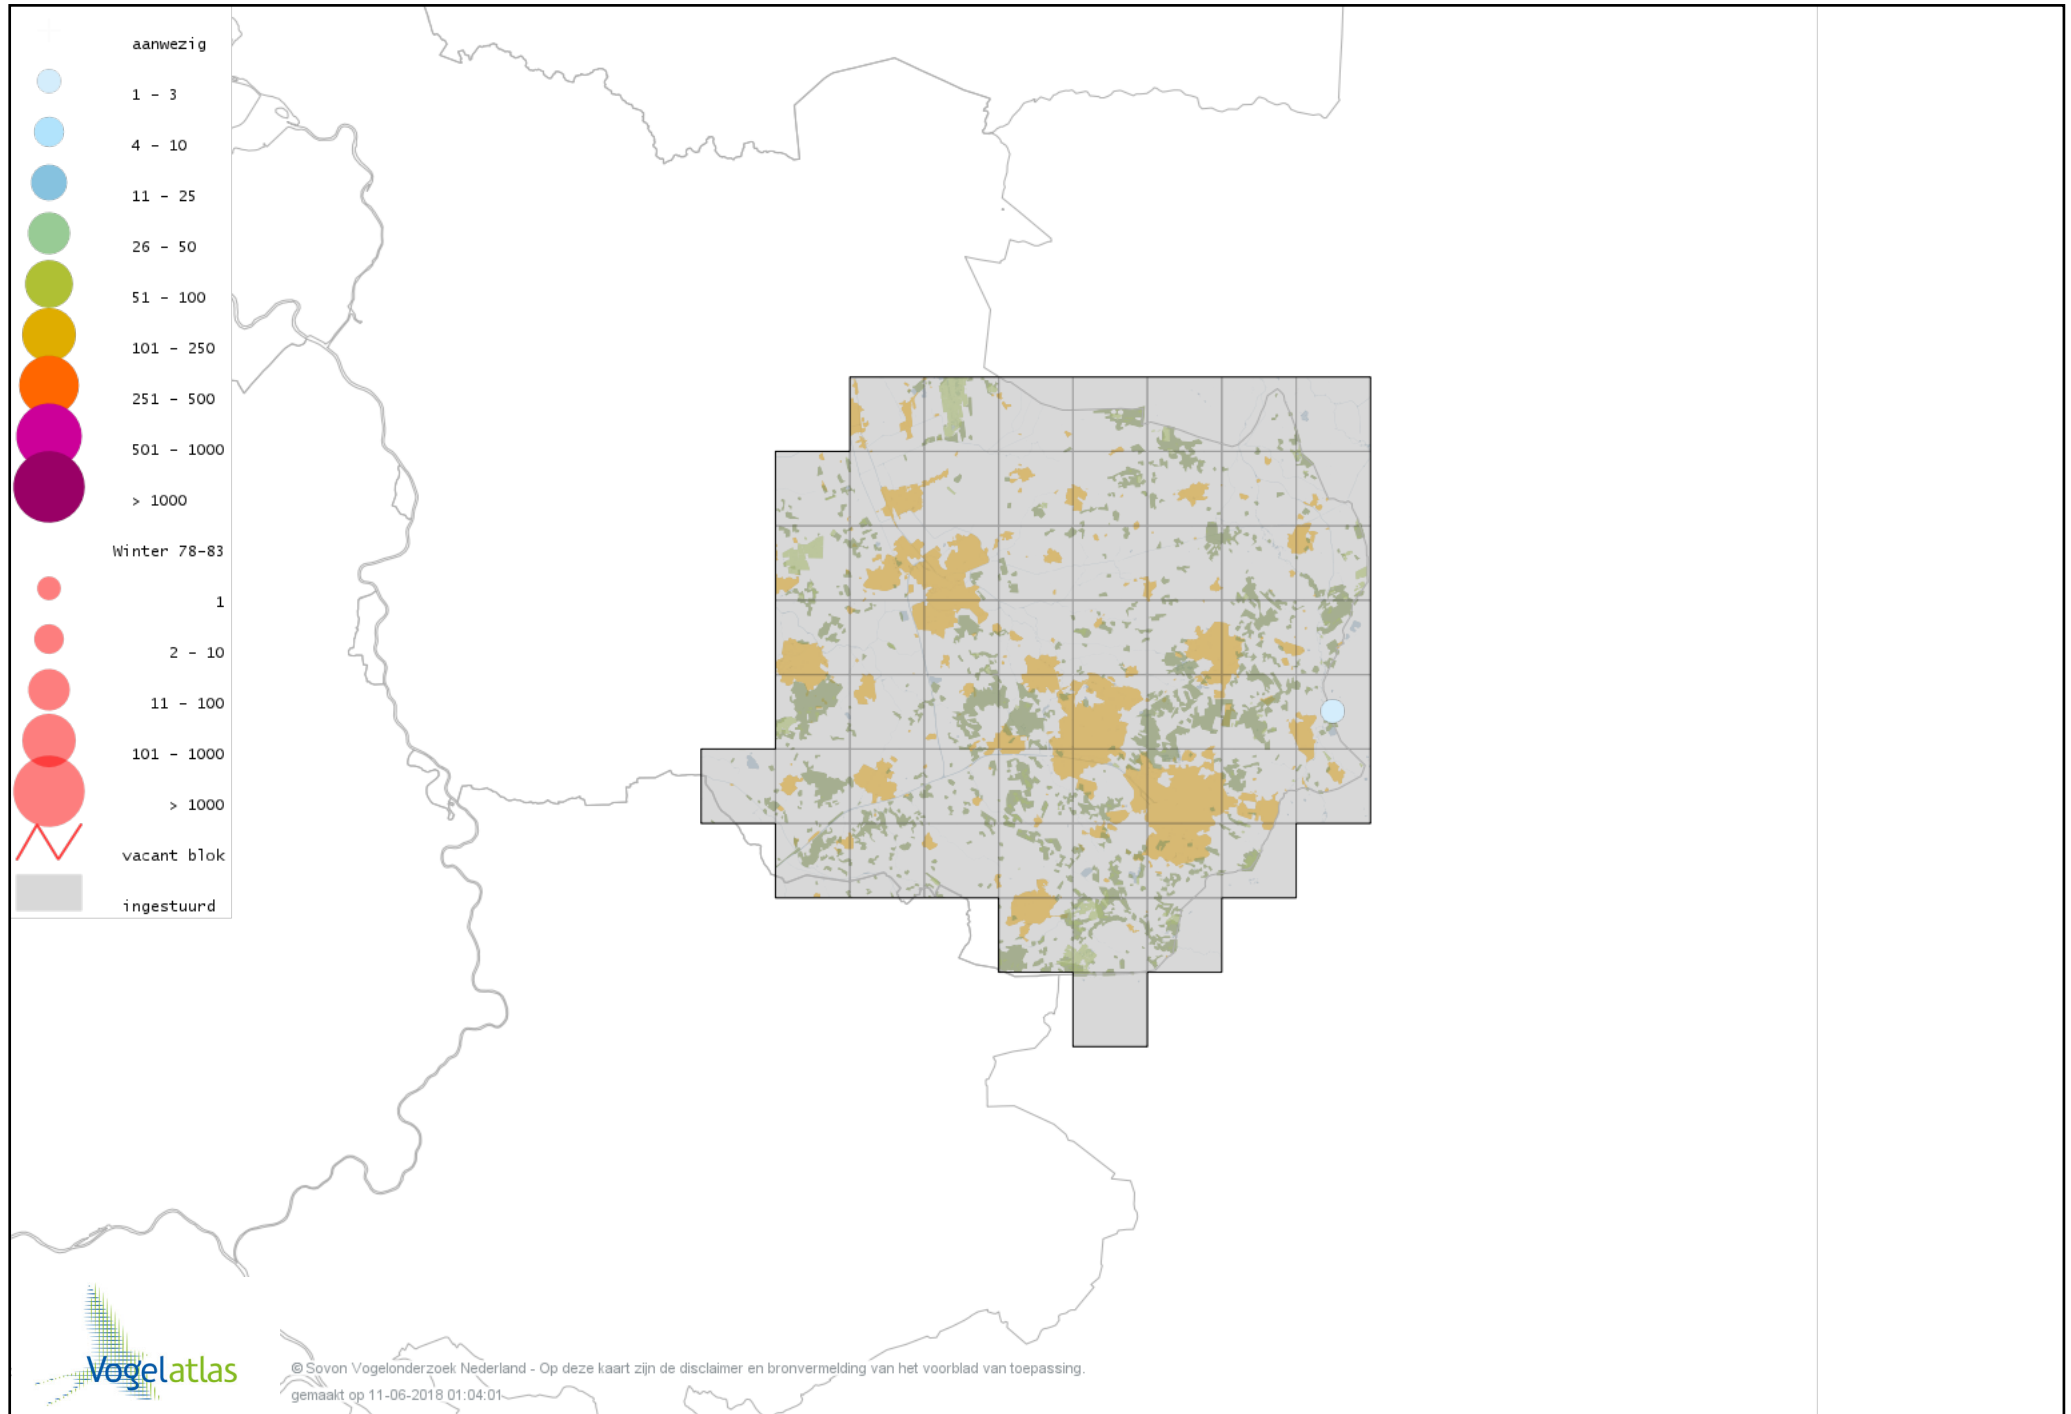 aanwezig
1 - 3
4 - 10
11 - 25
26 - 50
51 - 100
101 - 250
251 - 500
501 - 1000
> 1000
Winter 78-83
1
2 - 10
11 - 100
101 - 1000
> 1000
vacant blok
ingestuurd
Vogelatlas
© Sovon Vogelonderzoek Nederland - Op deze kaart zijn de disclaimer en bronvermelding van het voorblad van toepassing.
gemaakt op 11-06-2018 01:04:01